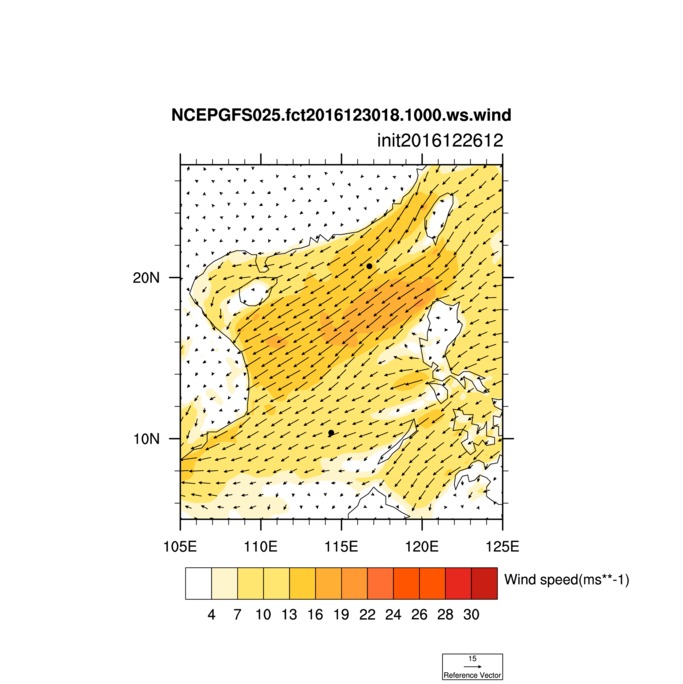 NCEPGFS025.fct2016123018.1000.ws.wind
init2016122612
20N
10N
105E 110E 115E 120E 125E
Wind speed(ms**-1)
4 7 10 13 16 19 22 24 26 28 30
15
Reference Vector